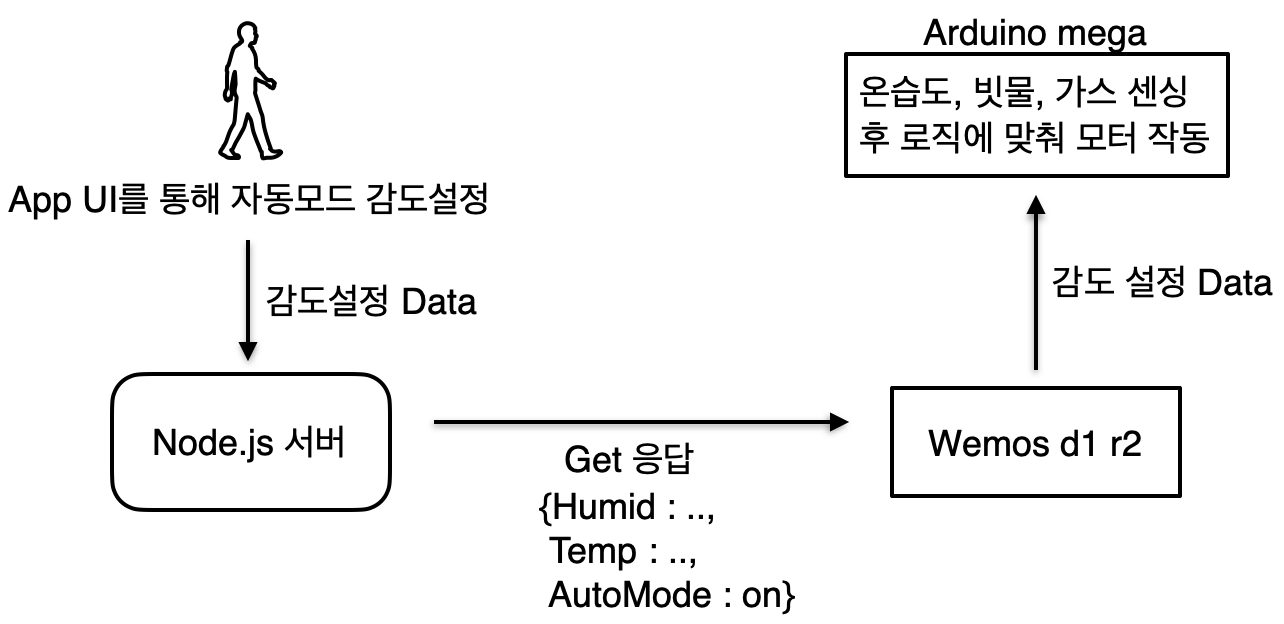 App UI를 통해 자동모드 감도설정
감도설정 Data
Node.js 서버
Get 응답
{Humid : ..,
Temp : ..,
AutoMode : on}
Wemos d1 r2
감도 설정 Data
Arduino mega
온습도, 빗물, 가스 센싱
후 로직에 맞춰 모터 작동